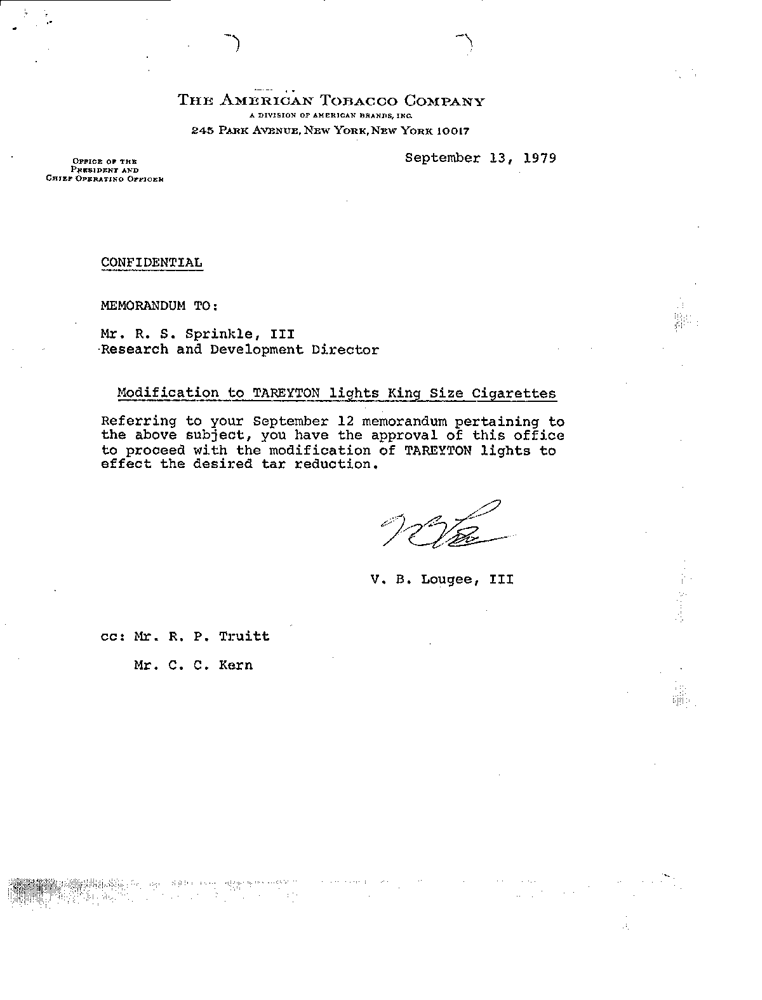 THE AMERICAN TOBACCO COMPANY
A DIVISION OF AMERICAN BRANDS, INC.
245 PARK AVENUE, NEW YORK, NEW YORK 10017
September 13, 1979
OFFICE OF THE
PRESIDENT AND
CHIEF OPERATING OFFICER
CONFIDENTIAL
MEMORANDUM TO:
Mr. R. S. Sprinkle, III
Research and Development Director
Modification to TAREYTON lights King Size Cigarettes
Referring to your September 12 memorandum pertaining to
the above subject, you have the approval of this office
to proceed with the modification of TAREYTON lights to
effect the desired tar reduction.
V. B. Lougee, III
cc: Mr. R. P. Truitt
Mr. C. C. Kern